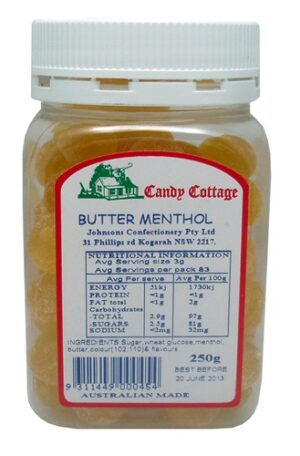 Candy Cottage
BUTTER MENTHOL
Johnsons Confectionery Pty Ltd
31 Phillips rd Kogarah NSW 2217.
NUTRITIONAL INFORMATION
Avg Serving size 3g
Avg Servings per pack 83
Avg Per serve Avg Per 100g
ENERGY 51kj 1730kj
PROTEIN <1g <1g
FAT total <1g 2g
Carbohydrates
-TOTAL 2.9g 97g
-SUGARS 2.5g 81g
SODIUM <2mg 32mg
INGREDIENTS:Sugar,wheat glucose,menthol,
butter,colour(102,110)& flavours
250g
BEST BEFORE
20 JUNE 2013
9 311449 000454
AUSTRALIAN MADE